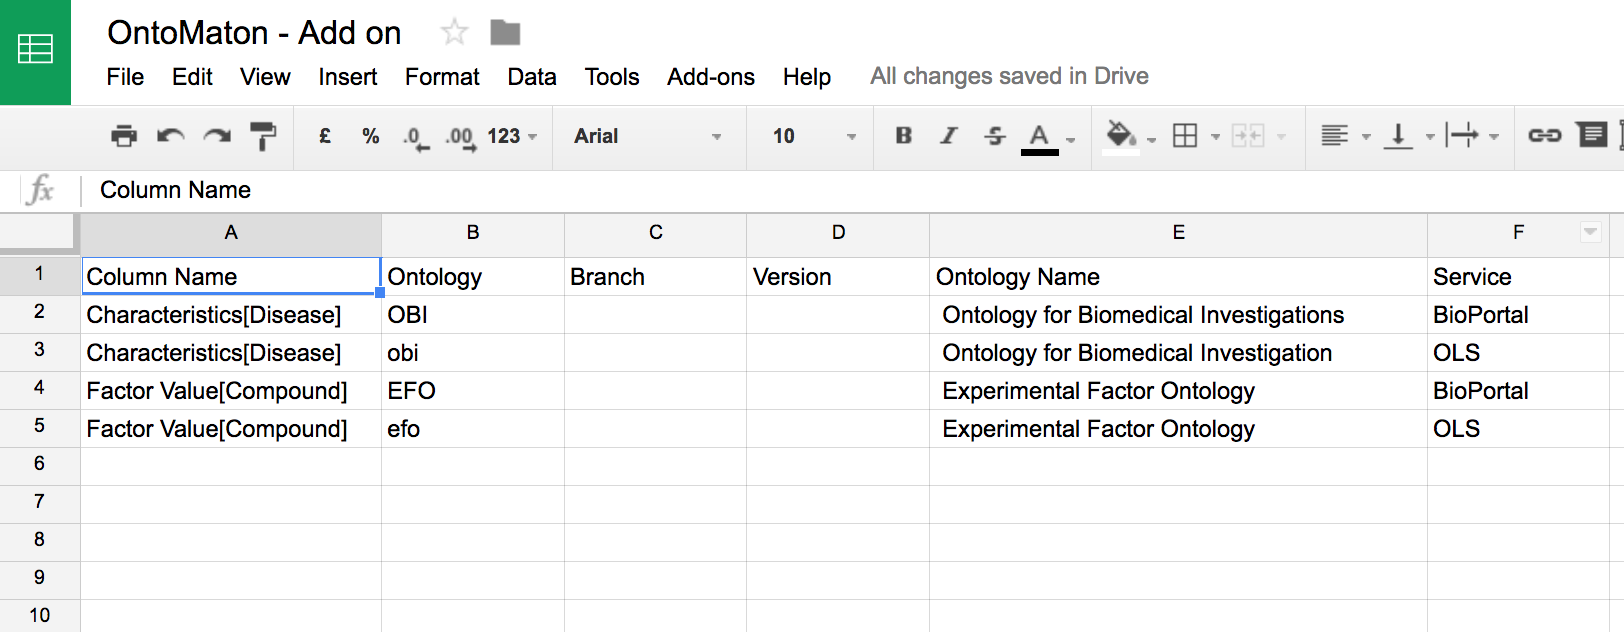 OntoMaton - Add on
File Edit View Insert Format Data Tools Add-ons Help All changes saved in Drive
£ % .0 .00 123 Arial 10 B I S A
fx Column Name
A B C D E F
1 Column Name Ontology Branch Version Ontology Name Service
2 Characteristics[Disease] OBI Ontology for Biomedical Investigations BioPortal
3 Characteristics[Disease] obi Ontology for Biomedical Investigation OLS
4 Factor Value[Compound] EFO Experimental Factor Ontology BioPortal
5 Factor Value[Compound] efo Experimental Factor Ontology OLS
6
7
8
9
10